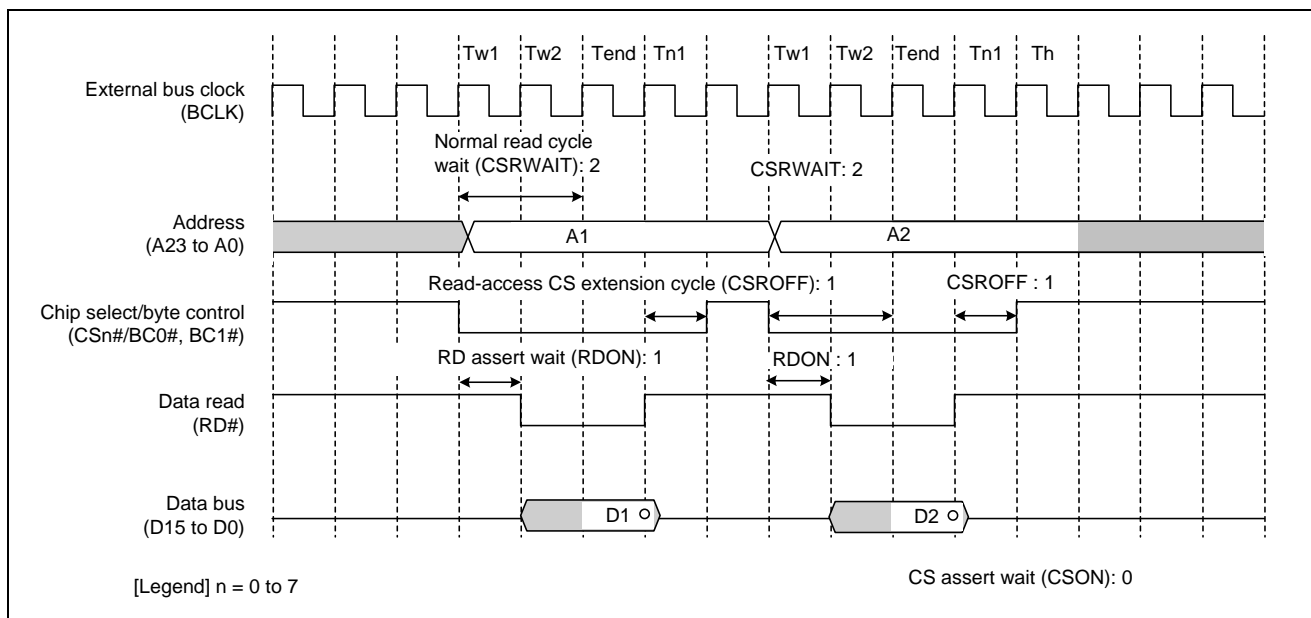 Tw1 Tw2 Tend Tn1 Tw1 Tw2 Tend Tn1 Th
External bus clock
(BCLK)
Normal read cycle
wait (CSRWAIT): 2
CSRWAIT: 2
Address
(A23 to A0)
A1
A2
Read-access CS extension cycle (CSROFF): 1
CSROFF : 1
Chip select/byte control
(CSn#/BC0#, BC1#)
RD assert wait (RDON): 1
RDON : 1
Data read
(RD#)
Data bus
(D15 to D0)
D1
D2
[Legend] n = 0 to 7
CS assert wait (CSON): 0